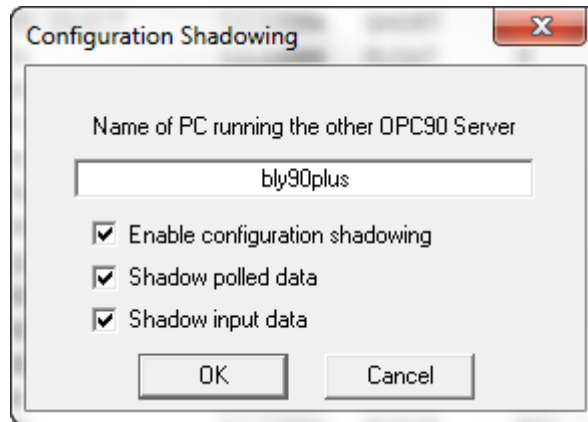 Configuration Shadowing
Name of PC running the other OPC90 Server
bly90plus
Enable configuration shadowing
Shadow polled data
Shadow input data
OK
Cancel